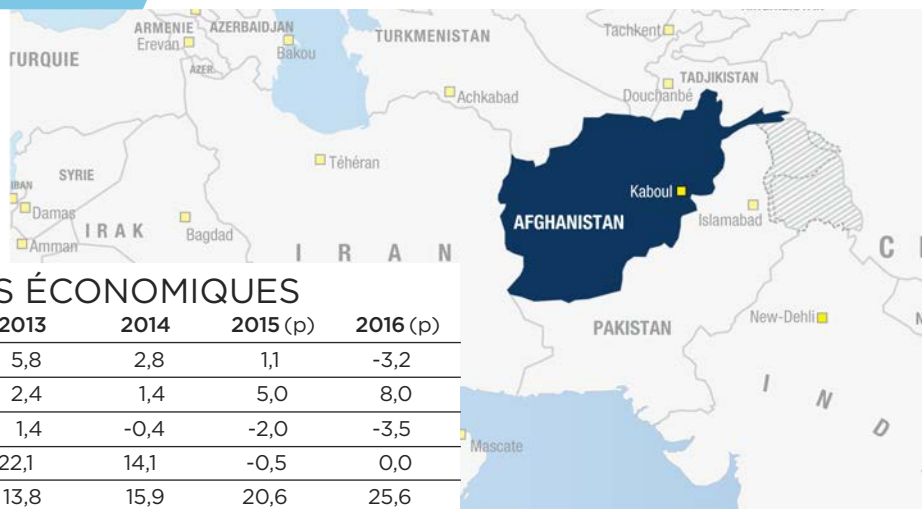 ARMENIE
AZERBAIDJAN
Erevan
Bakou
TURKMENISTAN
Tachkent
TURQUIE
AZER.
Achkabad
TADJIKISTAN
Douchanbé
Téhéran
SYRIE
Damas
IRAK
Bagdad
Amman
IRAN
Kaboul
AFGHANISTAN
Islamabad
PAKISTAN
New-Dehli
Mascate
S ÉCONOMIQUES
2013 2014 2015 (p) 2016 (p)
5,8 2,8 1,1 -3,2
2,4 1,4 5,0 8,0
1,4 -0,4 -2,0 -3,5
22,1 14,1 -0,5 0,0
13,8 15,9 20,6 25,6